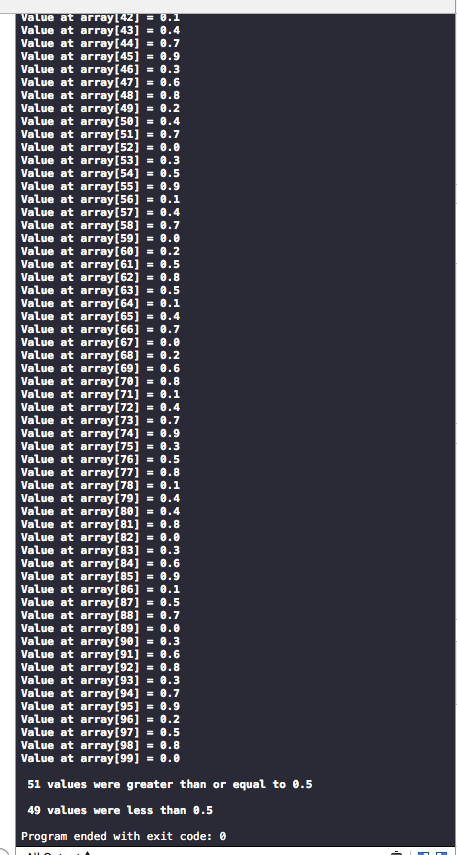 Value at array[42] = 0.1
Value at array[43] = 0.4
Value at array[44] = 0.7
Value at array[45] = 0.9
Value at array[46] = 0.3
Value at array[47] = 0.6
Value at array[48] = 0.8
Value at array[49] = 0.2
Value at array[50] = 0.4
Value at array[51] = 0.7
Value at array[52] = 0.0
Value at array[53] = 0.3
Value at array[54] = 0.5
Value at array[55] = 0.9
Value at array[56] = 0.1
Value at array[57] = 0.4
Value at array[58] = 0.7
Value at array[59] = 0.0
Value at array[60] = 0.2
Value at array[61] = 0.5
Value at array[62] = 0.8
Value at array[63] = 0.5
Value at array[64] = 0.1
Value at array[65] = 0.4
Value at array[66] = 0.7
Value at array[67] = 0.0
Value at array[68] = 0.2
Value at array[69] = 0.6
Value at array[70] = 0.8
Value at array[71] = 0.1
Value at array[72] = 0.4
Value at array[73] = 0.7
Value at array[74] = 0.9
Value at array[75] = 0.3
Value at array[76] = 0.5
Value at array[77] = 0.8
Value at array[78] = 0.1
Value at array[79] = 0.4
Value at array[80] = 0.4
Value at array[81] = 0.8
Value at array[82] = 0.0
Value at array[83] = 0.3
Value at array[84] = 0.6
Value at array[85] = 0.9
Value at array[86] = 0.1
Value at array[87] = 0.5
Value at array[88] = 0.7
Value at array[89] = 0.0
Value at array[90] = 0.3
Value at array[91] = 0.6
Value at array[92] = 0.8
Value at array[93] = 0.3
Value at array[94] = 0.7
Value at array[95] = 0.9
Value at array[96] = 0.2
Value at array[97] = 0.5
Value at array[98] = 0.8
Value at array[99] = 0.0
51 values were greater than or equal to 0.5
49 values were less than 0.5
Program ended with exit code: 0